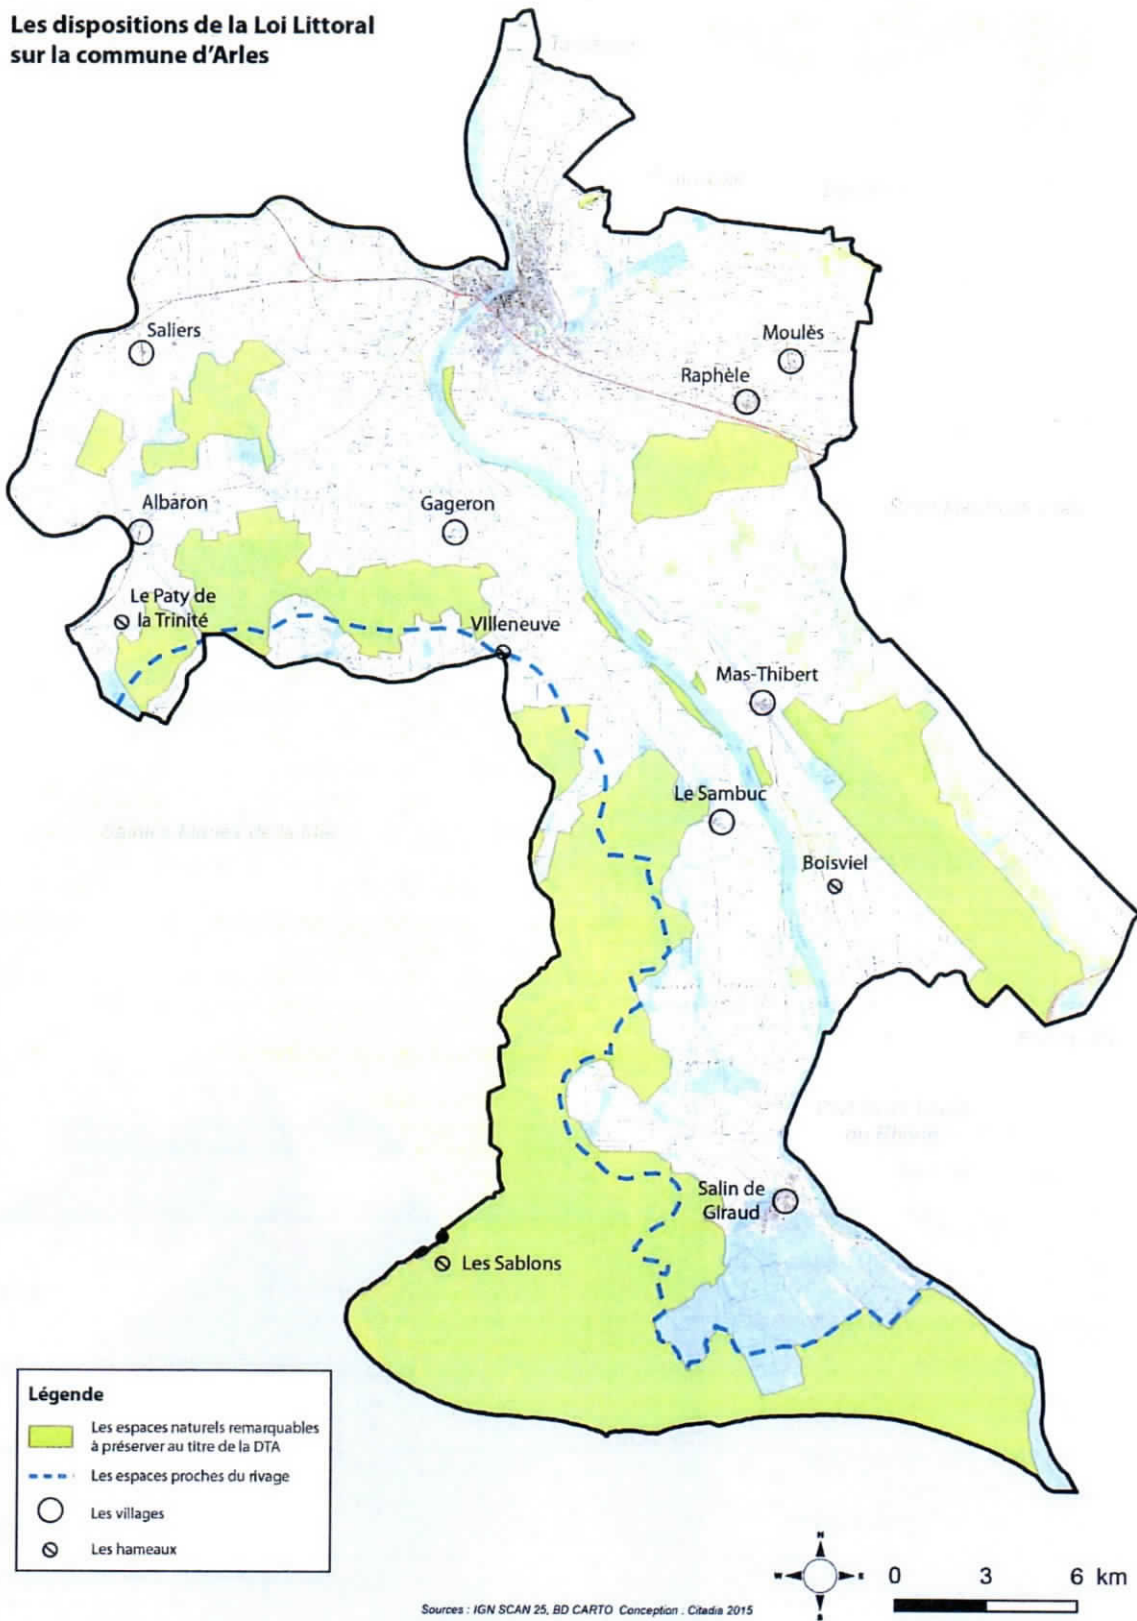 Les dispositions de la Loi Littoral
sur la commune d'Arles
Saliers
Moulès
Raphèle
Albaron
Gageron
Le Paty de
la Trinité
Villeneuve
Mas-Thibert
Le Sambuc
Boisviel
Salin de
Giraud
Les Sablons
Légende
Les espaces naturels remarquables
à préserver au titre de la DTA
Les espaces proches du rivage
Les villages
Les hameaux
N
W
E
S
0 3 6 km
Sources : IGN SCAN 25, BD CARTO Conception : Citadia 2015